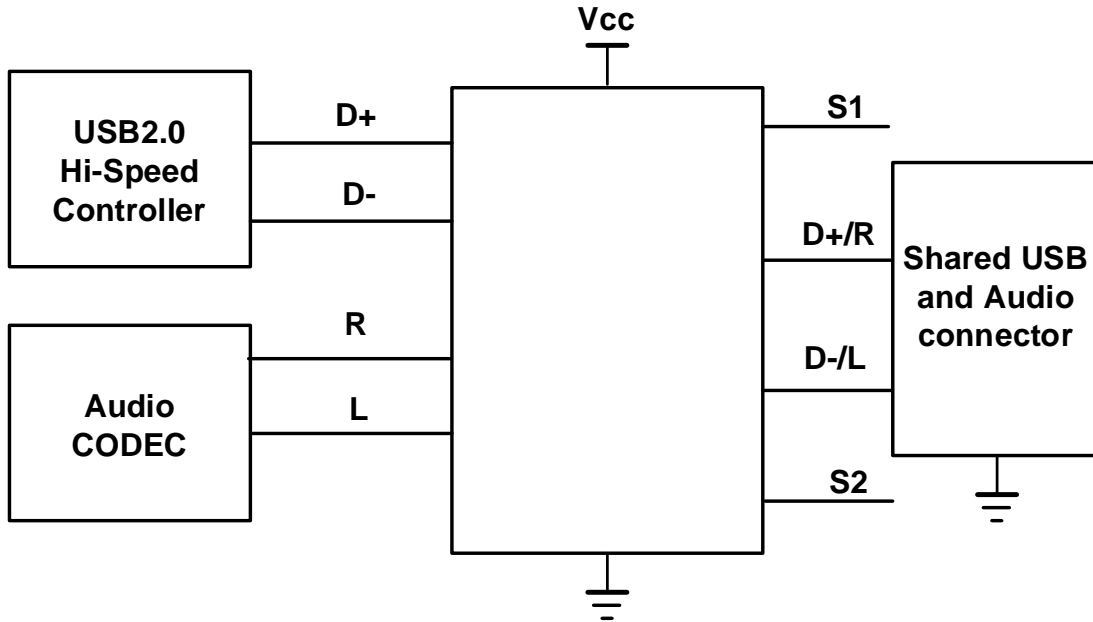 Vcc
USB2.0
Hi-Speed
Controller
D+
D-
Audio
CODEC
R
L
S1
D+/R
D-/L
S2
Shared USB
and Audio
connector